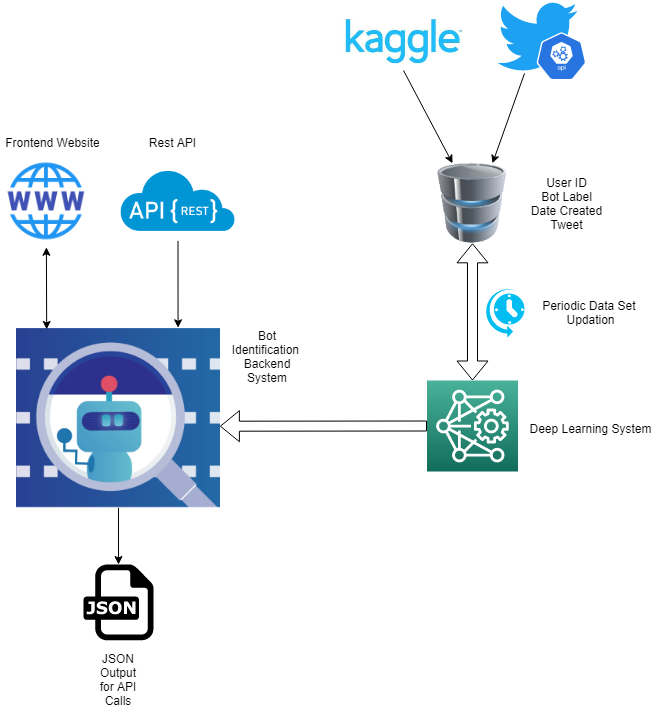 kaggle
api
Frontend Website
Rest API
WWW
API {REST}
User ID
Bot Label
Date Created
Tweet
Periodic Data Set
Updation
Bot
Identification
Backend
System
Deep Learning System
JSON
JSON
Output
for API
Calls